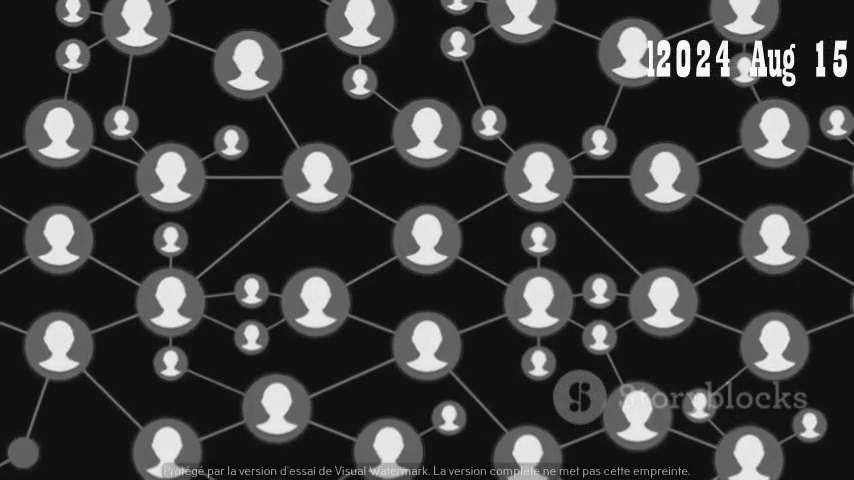 2024 Aug 15
Storyblocks
Protégé par la version d'essai de Visual Watermark. La version complète ne met pas cette empreinte.